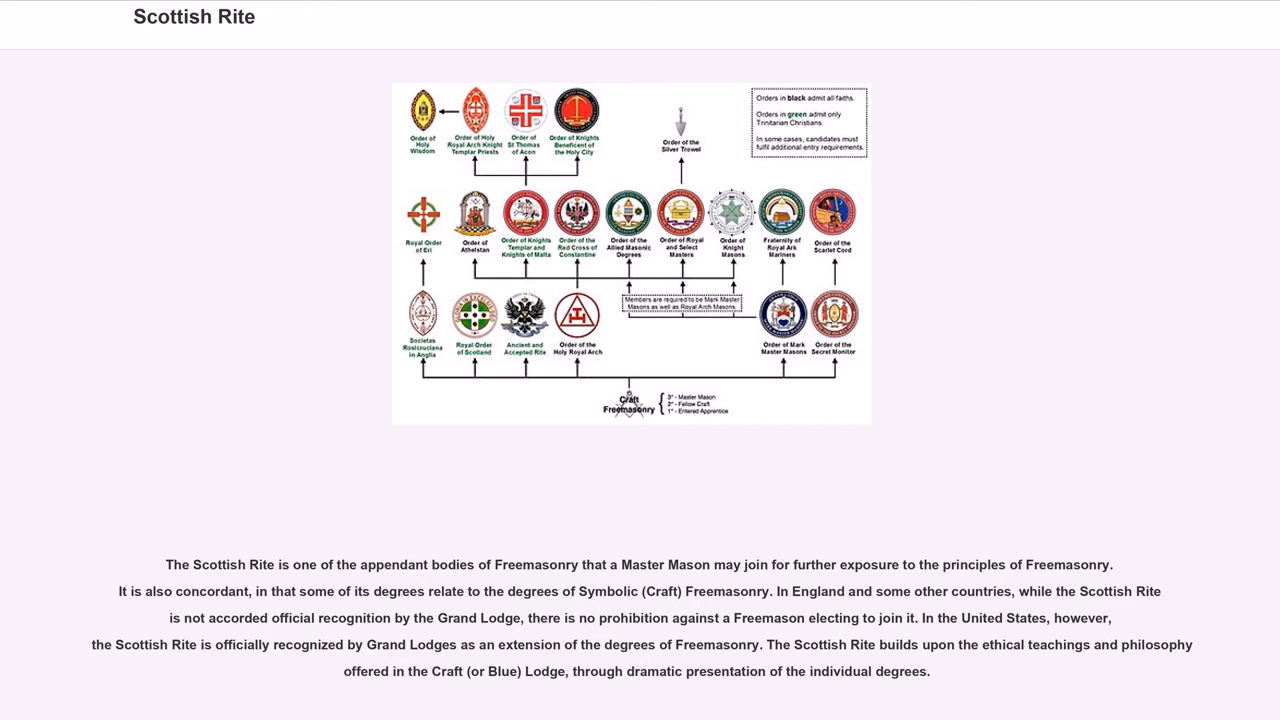 Scottish Rite
Orders in black admit all faiths.
Orders in green admit only
Trinitarian Christians.
In some cases, candidates must
fulfil additional entry requirements.
Order of
Holy
Wisdom
Order of Holy
Royal Arch Knight
Templar Priests
Order of
St Thomas
of Acon
Order of Knights
Beneficent of
the Holy City
Order of the
Silver Trowel
Royal Order
of Eri
Order of
Athelstan
Order of Knights
Templar and
Knights of Malta
Order of the
Red Cross of
Constantine
Order of the
Allied Masonic
Degrees
Order of Royal
and Select
Masters
Order of
Knight
Masons
Fraternity of
Royal Ark
Mariners
Order of the
Scarlet Cord
Members are required to be Mark Master
Masons as well as Royal Arch Masons.
Societas
Rosicruciana
in Anglia
Royal Order
of Scotland
Ancient and
Accepted Rite
Order of the
Holy Royal Arch
Order of Mark
Master Masons
Order of the
Secret Monitor
Craft
Freemasonry
3° - Master Mason
2° - Fellow Craft
1° - Entered Apprentice
The Scottish Rite is one of the appendant bodies of Freemasonry that a Master Mason may join for further exposure to the principles of Freemasonry.
It is also concordant, in that some of its degrees relate to the degrees of Symbolic (Craft) Freemasonry. In England and some other countries, while the Scottish Rite
is not accorded official recognition by the Grand Lodge, there is no prohibition against a Freemason electing to join it. In the United States, however,
the Scottish Rite is officially recognized by Grand Lodges as an extension of the degrees of Freemasonry. The Scottish Rite builds upon the ethical teachings and philosophy
offered in the Craft (or Blue) Lodge, through dramatic presentation of the individual degrees.